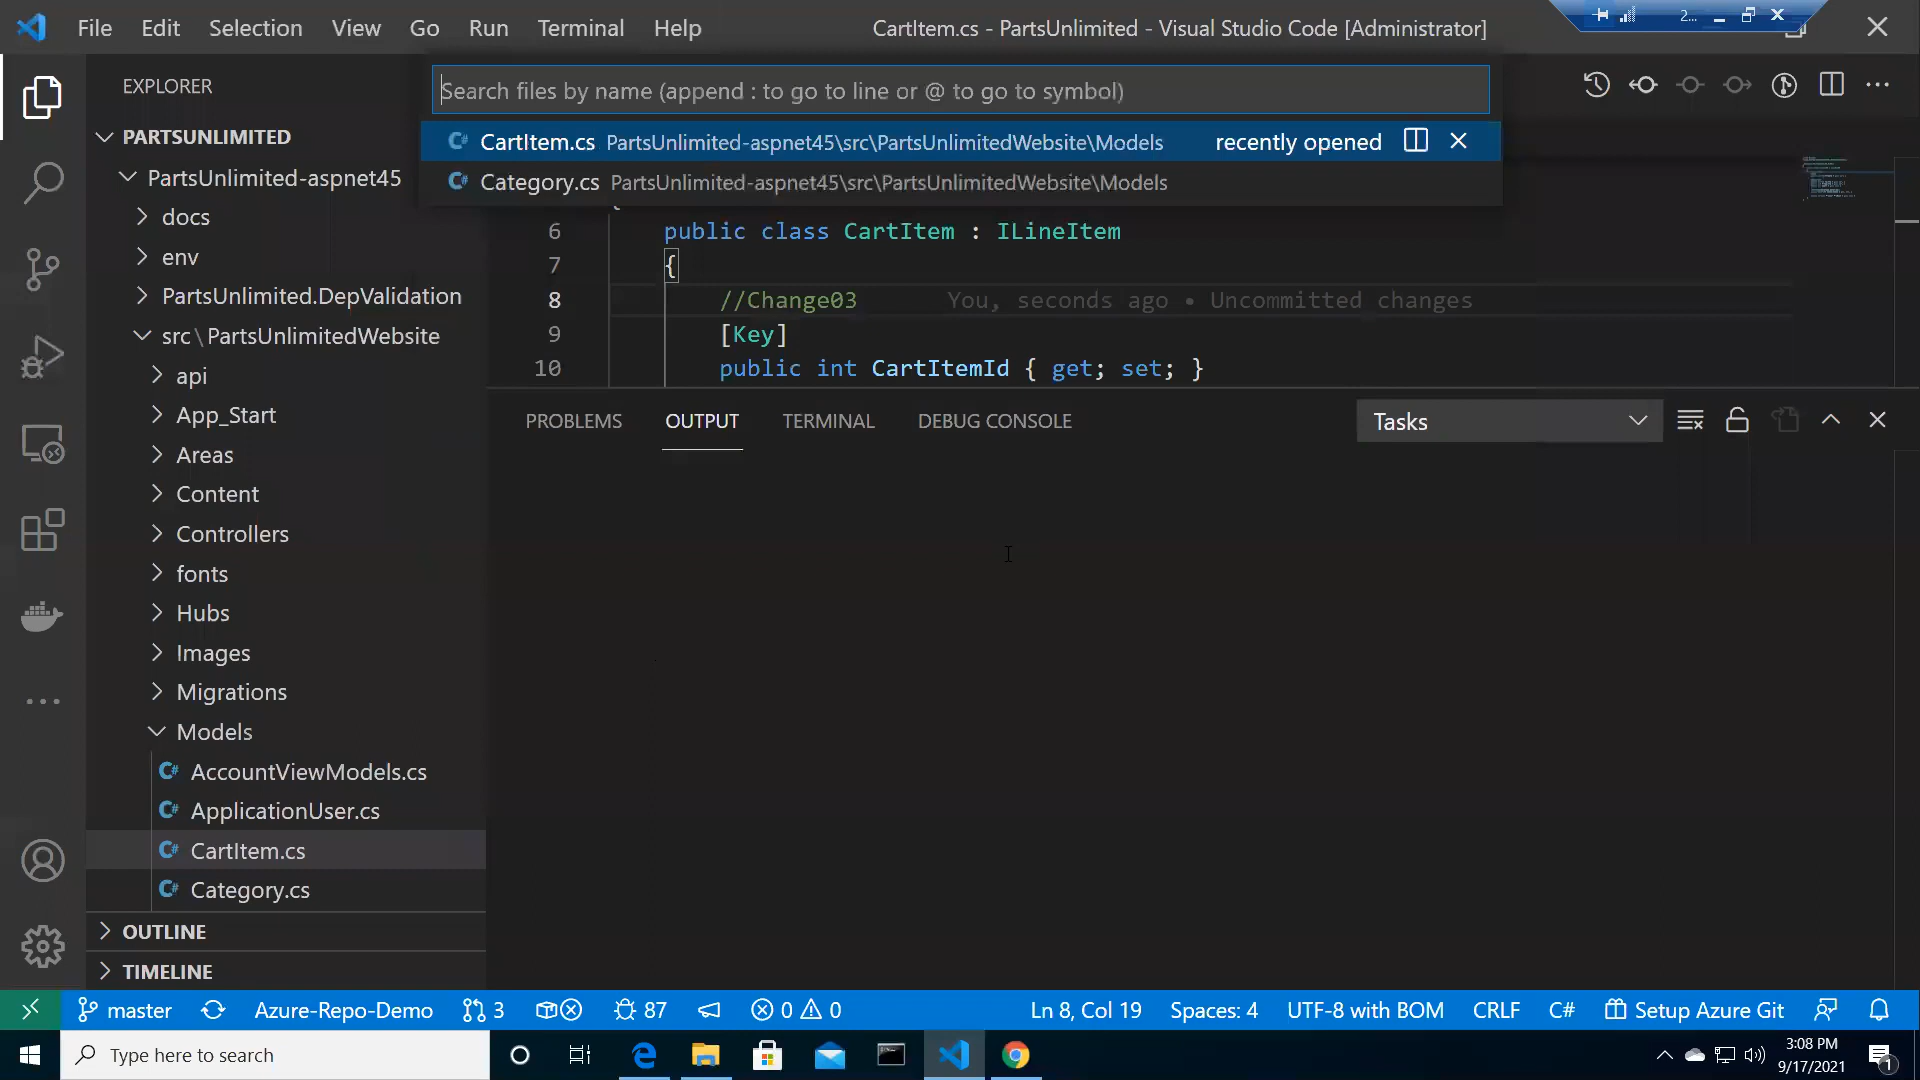 File Edit Selection View Go Run Terminal Help
CartItem.cs - PartsUnlimited - Visual Studio Code [Administrator]
2...
EXPLORER
Search files by name (append : to go to line or @ to go to symbol)
CartItem.cs PartsUnlimited-aspnet45\src\PartsUnlimitedWebsite\Models recently opened
Category.cs PartsUnlimited-aspnet45\src\PartsUnlimitedWebsite\Models
PARTSUNLIMITED
PartsUnlimited-aspnet45
docs
env
PartsUnlimited.DepValidation
src\PartsUnlimitedWebsite
api
App_Start
Areas
Content
Controllers
fonts
Hubs
Images
Migrations
Models
AccountViewModels.cs
ApplicationUser.cs
CartItem.cs
Category.cs
OUTLINE
TIMELINE
6 public class CartItem : ILineItem
7 {
8 //Change03 You, seconds ago • Uncommitted changes
9 [Key]
10 public int CartItemId { get; set; }
PROBLEMS OUTPUT TERMINAL DEBUG CONSOLE
Tasks
master Azure-Repo-Demo 3 87 0 0 Ln 8, Col 19 Spaces: 4 UTF-8 with BOM CRLF C# Setup Azure Git
Type here to search
3:08 PM
9/17/2021
1